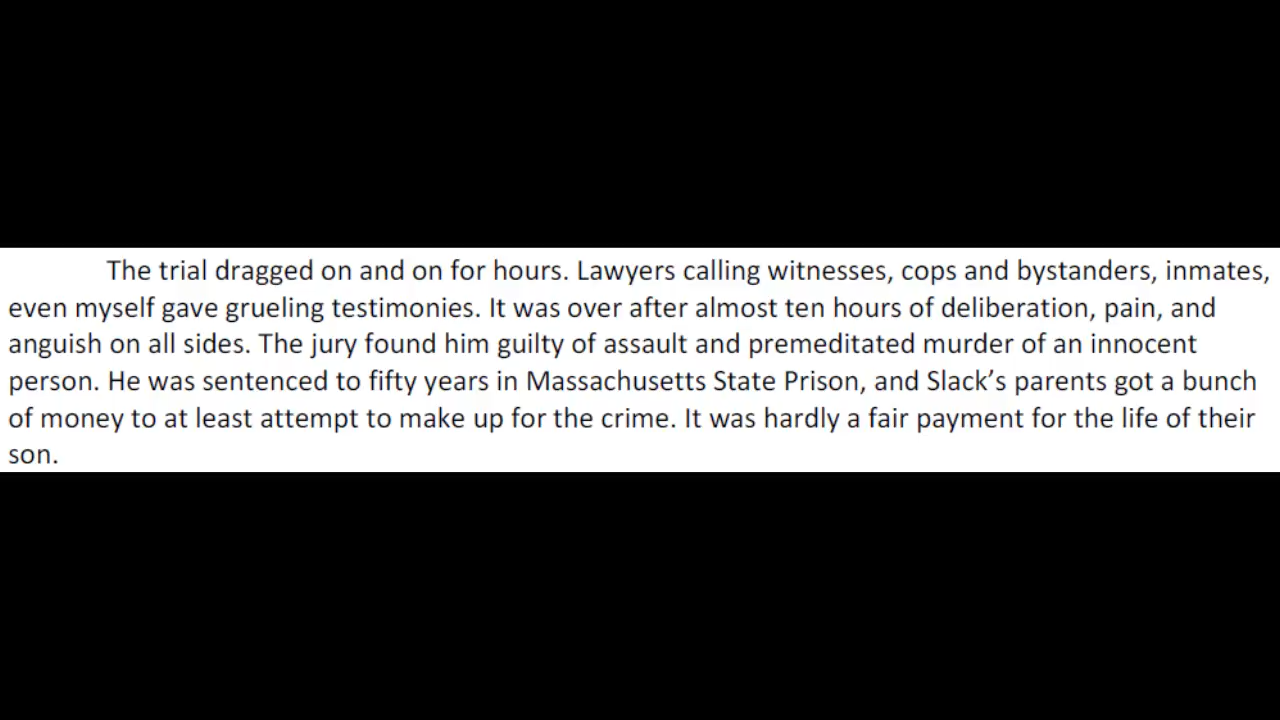 The trial dragged on and on for hours. Lawyers calling witnesses, cops and bystanders, inmates,
even myself gave grueling testimonies. It was over after almost ten hours of deliberation, pain, and
anguish on all sides. The jury found him guilty of assault and premeditated murder of an innocent
person. He was sentenced to fifty years in Massachusetts State Prison, and Slack’s parents got a bunch
of money to at least attempt to make up for the crime. It was hardly a fair payment for the life of their
son.